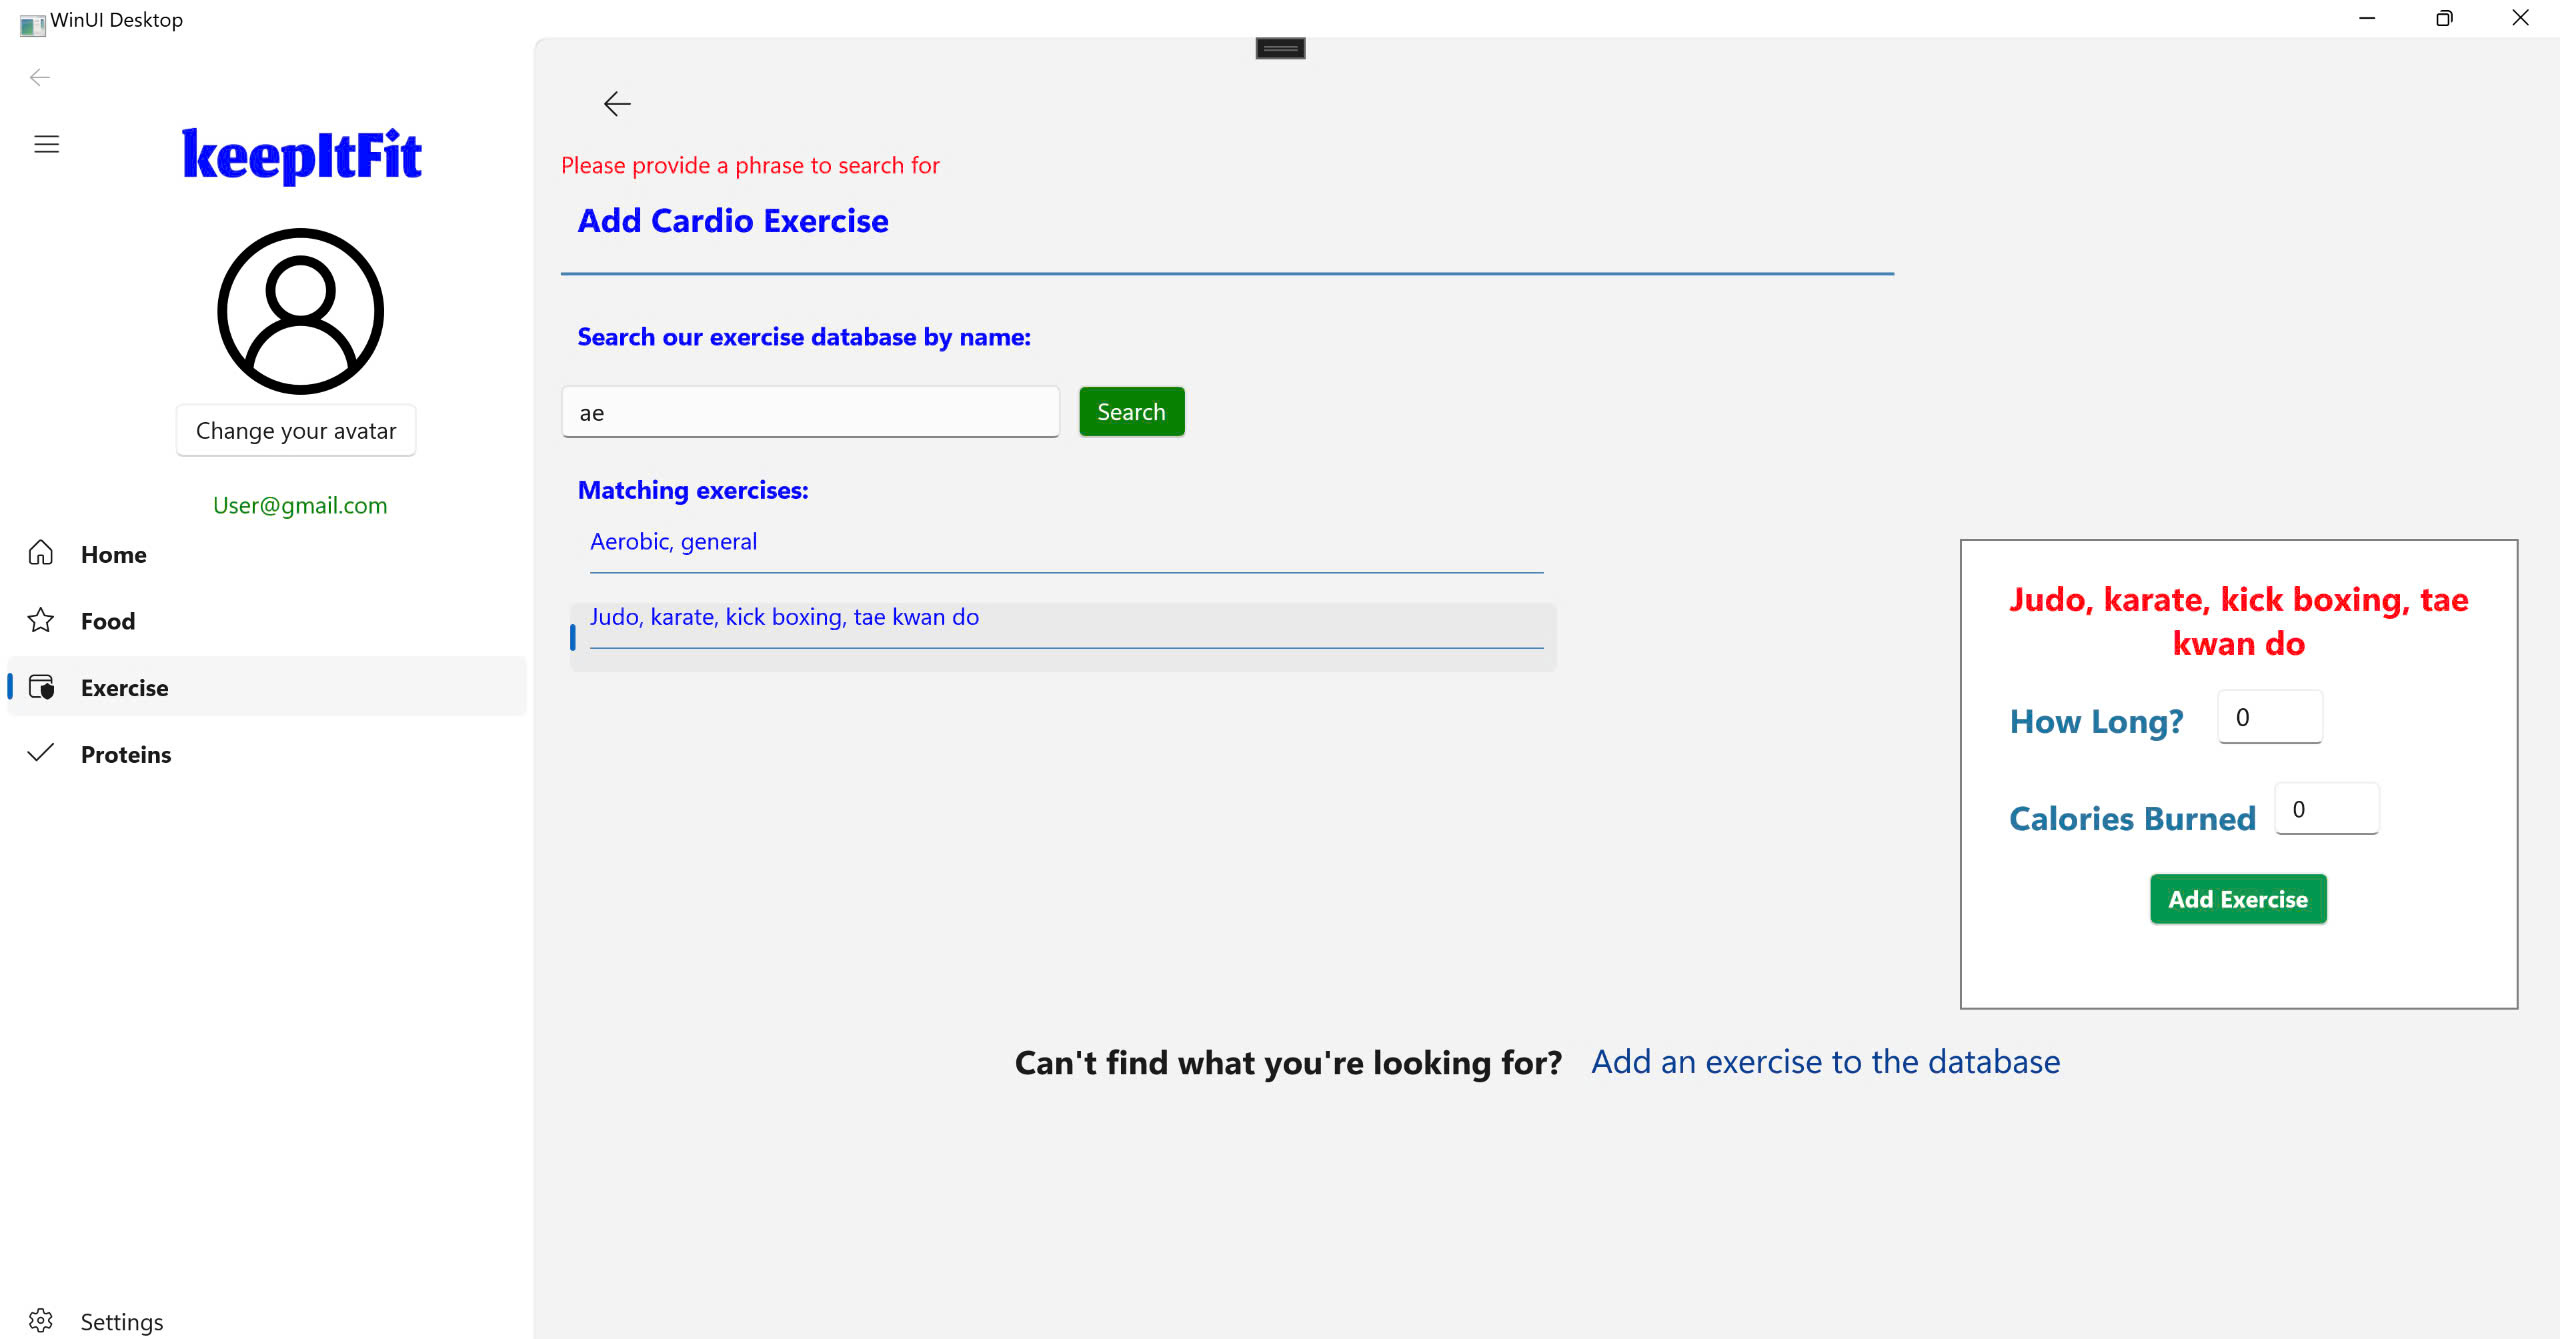 WinUI Desktop
keepItFit
Change your avatar
User@gmail.com
Home
Food
Exercise
Proteins
Settings
Please provide a phrase to search for
Add Cardio Exercise
Search our exercise database by name:
ae
Search
Matching exercises:
Aerobic, general
Judo, karate, kick boxing, tae kwan do
Judo, karate, kick boxing, tae
kwan do
How Long? 0
Calories Burned 0
Add Exercise
Can't find what you're looking for? Add an exercise to the database